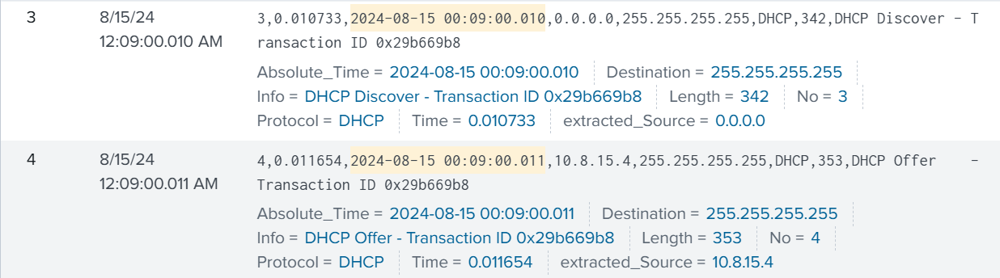 3 8/15/24 3,0.010733,2024-08-15 00:09:00.010,0.0.0.0,255.255.255.255,DHCP,342,DHCP Discover - T
12:09:00.010 AM ransaction ID 0x29b669b8
Absolute_Time = 2024-08-15 00:09:00.010 Destination = 255.255.255.255
Info = DHCP Discover - Transaction ID 0x29b669b8 Length = 342 No = 3
Protocol = DHCP Time = 0.010733 extracted_Source = 0.0.0.0
4 8/15/24 4,0.011654,2024-08-15 00:09:00.011,10.8.15.4,255.255.255.255,DHCP,353,DHCP Offer    -
12:09:00.011 AM Transaction ID 0x29b669b8
Absolute_Time = 2024-08-15 00:09:00.011 Destination = 255.255.255.255
Info = DHCP Offer - Transaction ID 0x29b669b8 Length = 353 No = 4
Protocol = DHCP Time = 0.011654 extracted_Source = 10.8.15.4